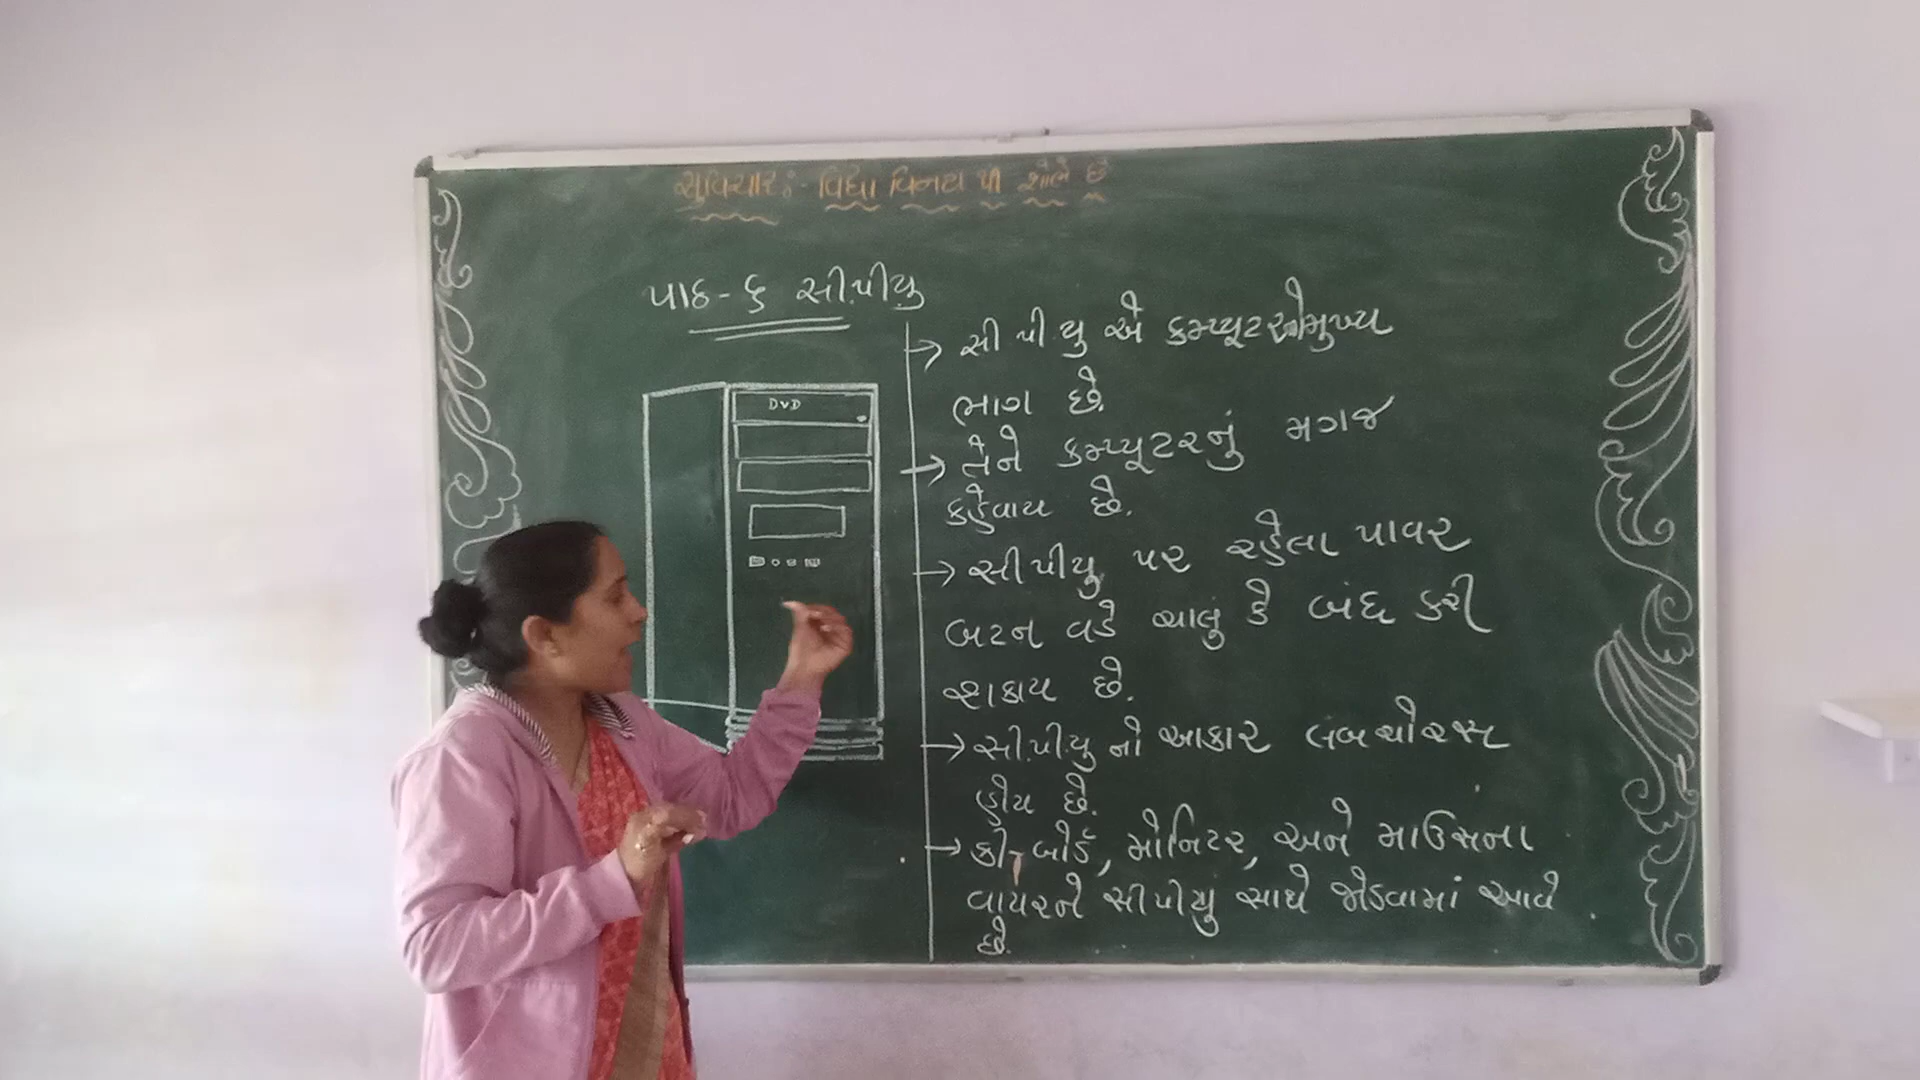 સુવિચાર:- વિદ્યા વિનય થી શોભે છે
પાઠ-૬ સી.પી.યુ
DVD
→ સી પી યુ એ કમ્પ્યૂટરનો મુખ્ય
ભાગ છે.
→ તેને કમ્પ્યૂટરનું મગજ
કહેવાય છે.
→ સીપીયુ પર રહેલા પાવર
બટન વડે ચાલું કે બંધ કરી
શકાય છે.
→ સી.પી.યુ નો આકાર લંબચોરસ
હોય છે.
→ કી-બોર્ડ, મોનિટર, અને માઉસના
વાયરને સીપીયુ સાથે જોડવામાં આવે
છે.